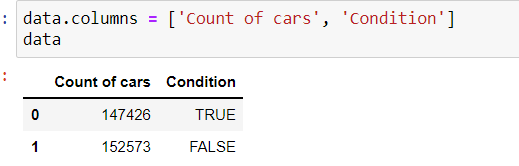 : data.columns = ['Count of cars', 'Condition']
data
:
Count of cars Condition
0 147426 TRUE
1 152573 FALSE